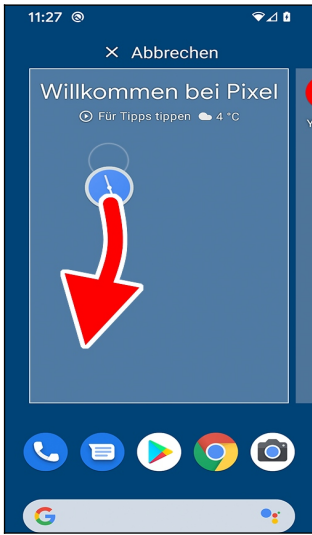 11:27
× Abbrechen
Willkommen bei Pixel
Für Tipps tippen 4 °C
Y
G